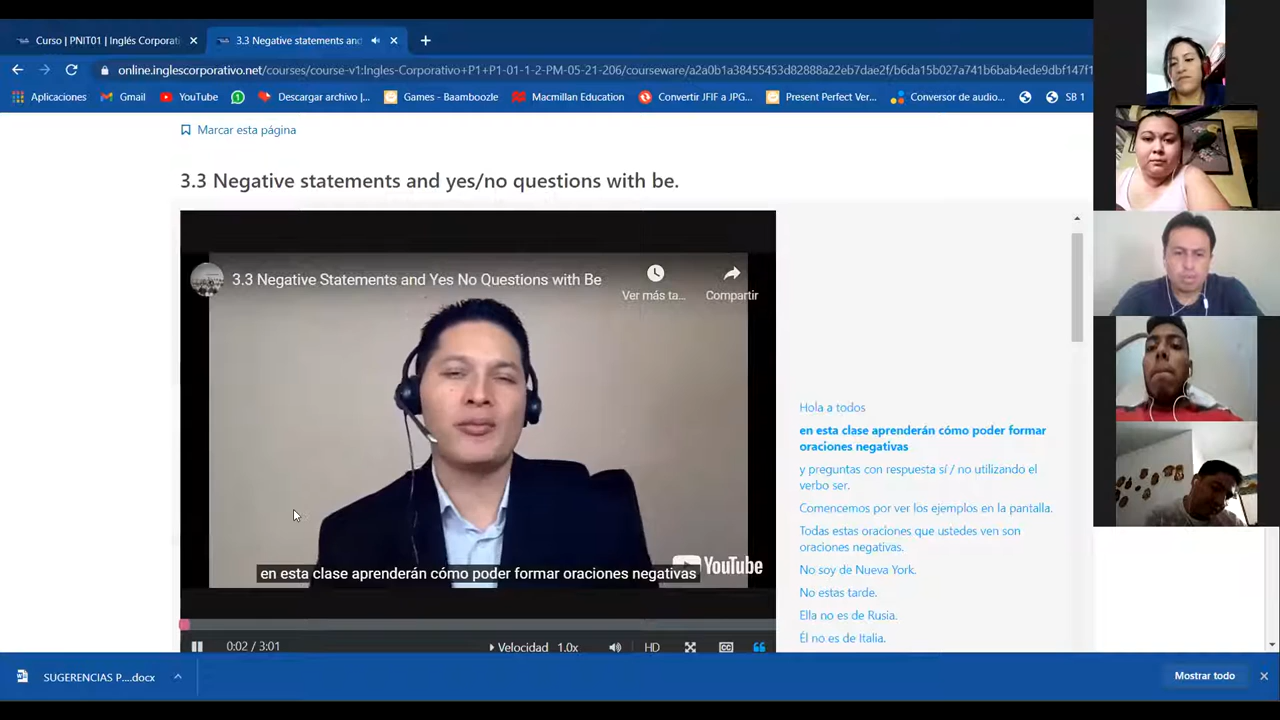 Curso | PNIT01 | Inglés Corporati
3.3 Negative statements and
online.inglescorporativo.net/courses/course-v1:Ingles-Corporativo+P1+P1-01-1-2-PM-05-21-206/courseware/a2a0b1a38455453d82888a22eb7dae2f/b6da15b027a741b6bab4ede9dbf147f1
Aplicaciones
Gmail
YouTube
Descargar archivo |...
Games - Baamboozle
Macmillan Education
Convertir JFIF a JPG...
Present Perfect Ver...
Conversor de audio...
SB 1
Marcar esta página
3.3 Negative statements and yes/no questions with be.
3.3 Negative Statements and Yes No Questions with Be
Ver más ta...
Compartir
YouTube
en esta clase aprenderán cómo poder formar oraciones negativas
0:02 / 3:01
Velocidad 1.0x
HD
Hola a todos
en esta clase aprenderán cómo poder formar
oraciones negativas
y preguntas con respuesta sí / no utilizando el
verbo ser.
Comencemos por ver los ejemplos en la pantalla.
Todas estas oraciones que ustedes ven son
oraciones negativas.
No soy de Nueva York.
No estas tarde.
Ella no es de Rusia.
Él no es de Italia.
SUGERENCIAS P....docx
Mostrar todo